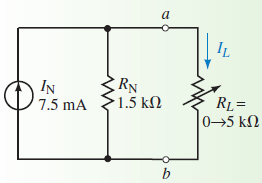 a
I_L
I_N
7.5 mA
R_N
1.5 kΩ
R_L =
0→5 kΩ
b